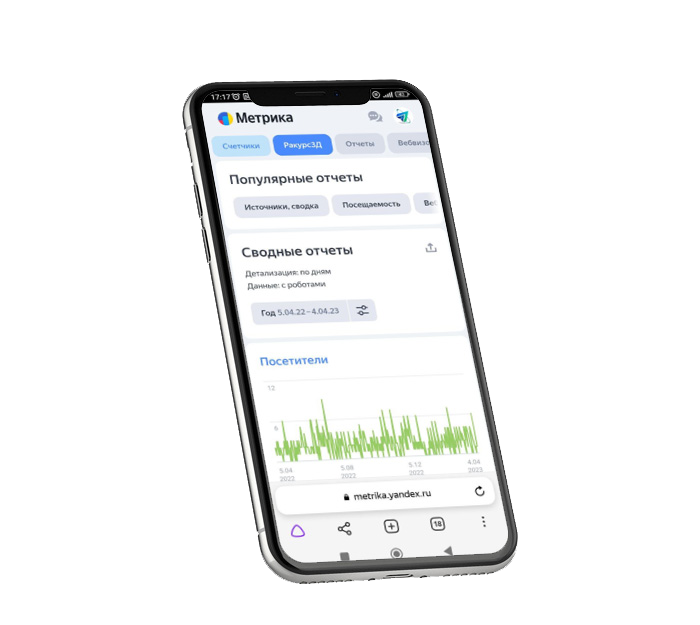 17:17
Метрика
Счетчики
Ракурс3Д
Отчеты
Вебвизо
Популярные отчеты
Источники, сводка
Посещаемость
Ве
Сводные отчеты
Детализация: по дням
Данные: с роботами
Год 5.04.22 – 4.04.23
Посетители
12
6
5.04 5.08 5.12 4.04
2022 2022 2022 2023
metrika.yandex.ru
18